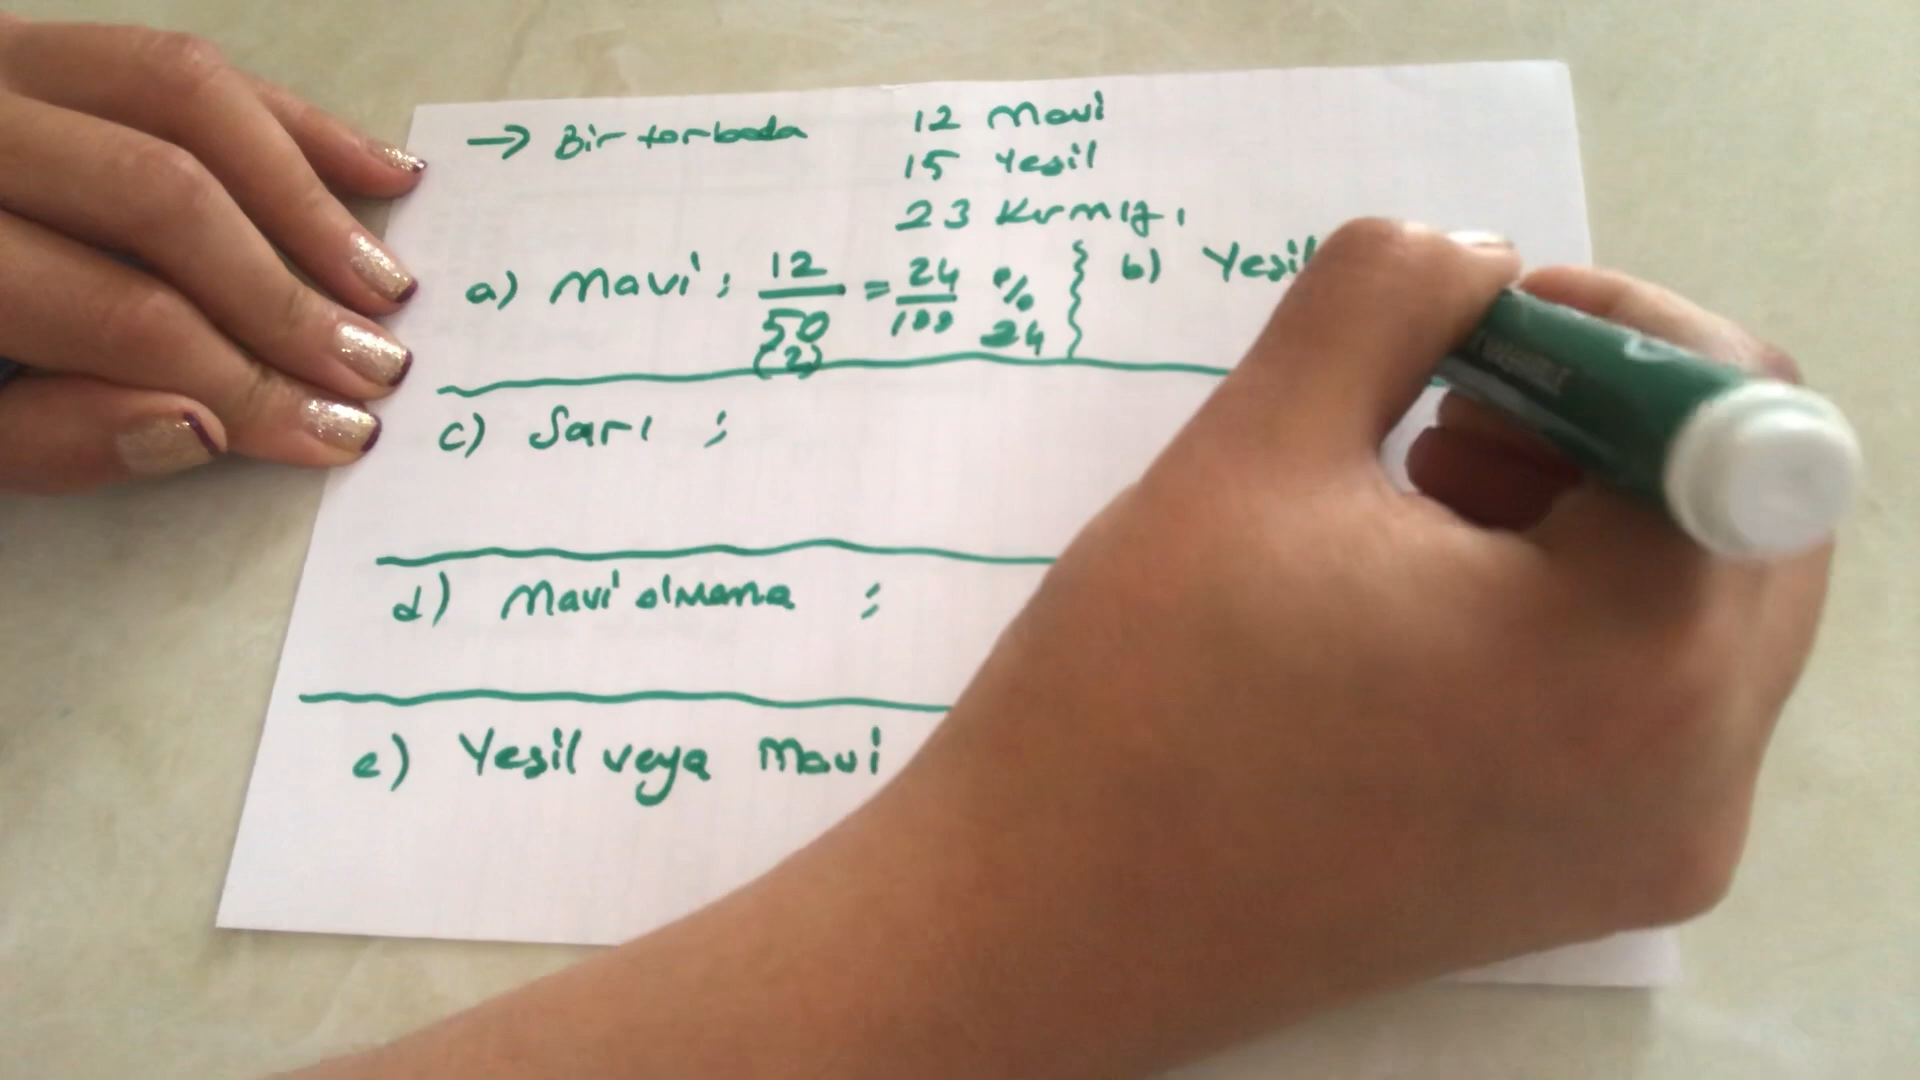 → Bir torbada
12 Mavi
15 Yesil
23 Kırmızı
a) Mavi : 12/50 (2) = 24/100 % 24
b) Yesil
c) Sarı :
d) Mavi olmama :
e) Yesil veya Mavi